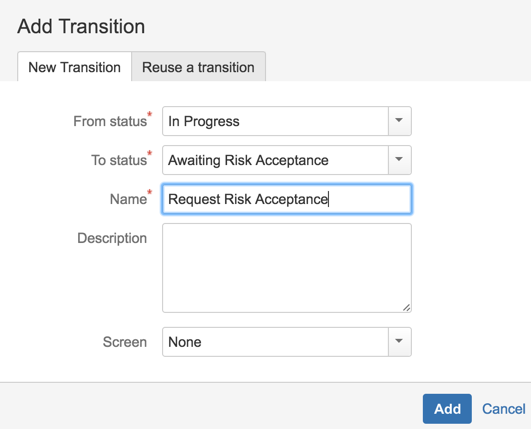 Add Transition
New Transition Reuse a transition
From status* In Progress
To status* Awaiting Risk Acceptance
Name* Request Risk Acceptance
Description
Screen None
Add Cancel